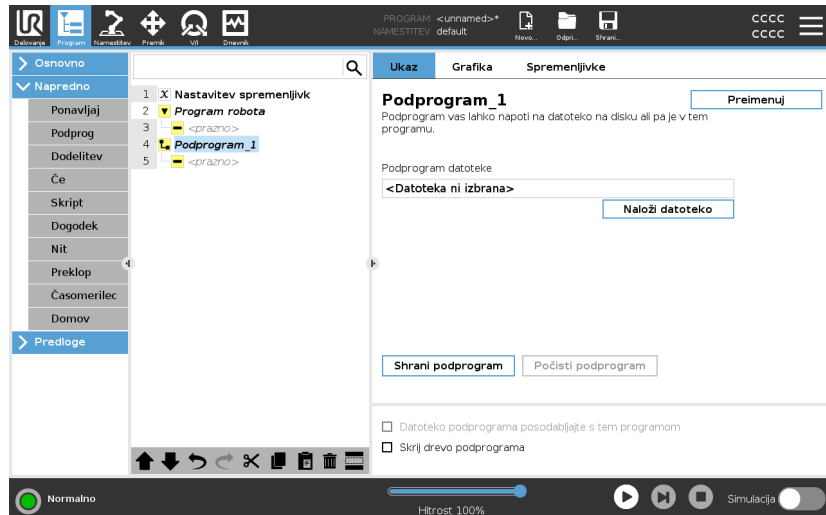 PROGRAM <unnamed>*
NAMESTITEV default
cccc
cccc
Delovanje Program Namestitev Premik V/I Dnevnik Novo... Odpri... Shrani...
Osnovno
Napredno
Ponavljaj
Podprog
Dodelitev
Če
Skript
Dogodek
Nit
Preklop
Časomerilec
Domov
Predloge
1 X Nastavitev spremenljivk
2 Program robota
3 <prazno>
4 Podprogram_1
5 <prazno>
Ukaz Grafika Spremenljivke
Podprogram_1
Preimenuj
Podprogram vas lahko napoti na datoteko na disku ali pa je v tem
programu.
Podprogram datoteke
<Datoteka ni izbrana>
Naloži datoteko
Shrani podprogram Počisti podprogram
Datoteko podprograma posodabljajte s tem programom
Skrij drevo podprograma
Normalno
Hitrost 100%
Simulacija